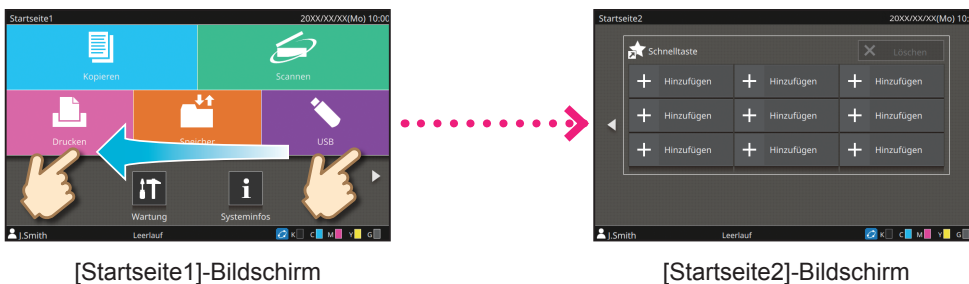 Startseite1 20XX/XX/XX(Mo) 10:00
Kopieren Scannen
Drucken Speicher USB
Wartung Systeminfos
J.Smith Leerlauf K C M Y G
[Startseite1]-Bildschirm
Startseite2 20XX/XX/XX(Mo) 10:
Schnelltaste Löschen
Hinzufügen Hinzufügen Hinzufügen
Hinzufügen Hinzufügen Hinzufügen
Hinzufügen Hinzufügen Hinzufügen
J.Smith Leerlauf K C M Y G
[Startseite2]-Bildschirm